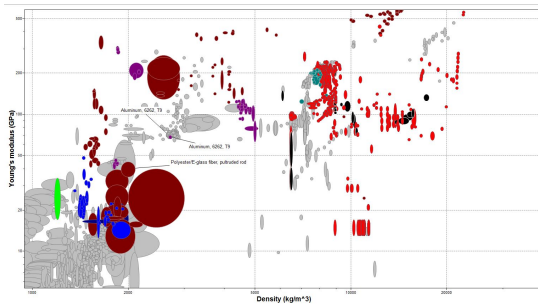 Young's modulus (GPa)
500
200
100
50
20
10
Aluminum, 6262, T9
Aluminum, 6262, T9
Polyester/E-glass fiber, pultruded rod
1000
2000
5000
10000
20000
Density (kg/m^3)